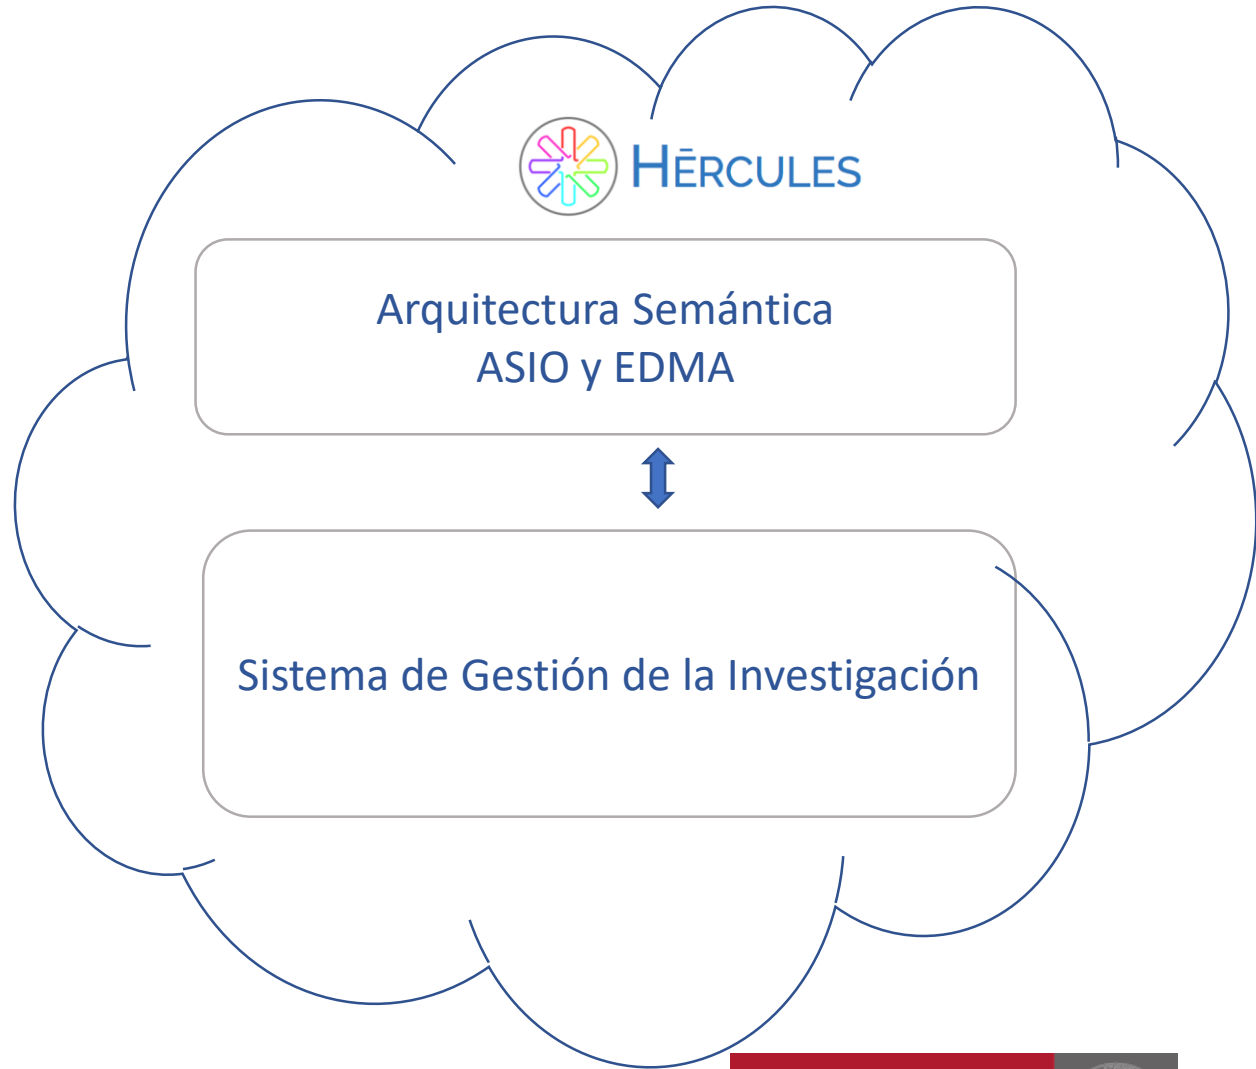 HĒRCULES
Arquitectura Semántica
ASIO y EDMA
Sistema de Gestión de la Investigación